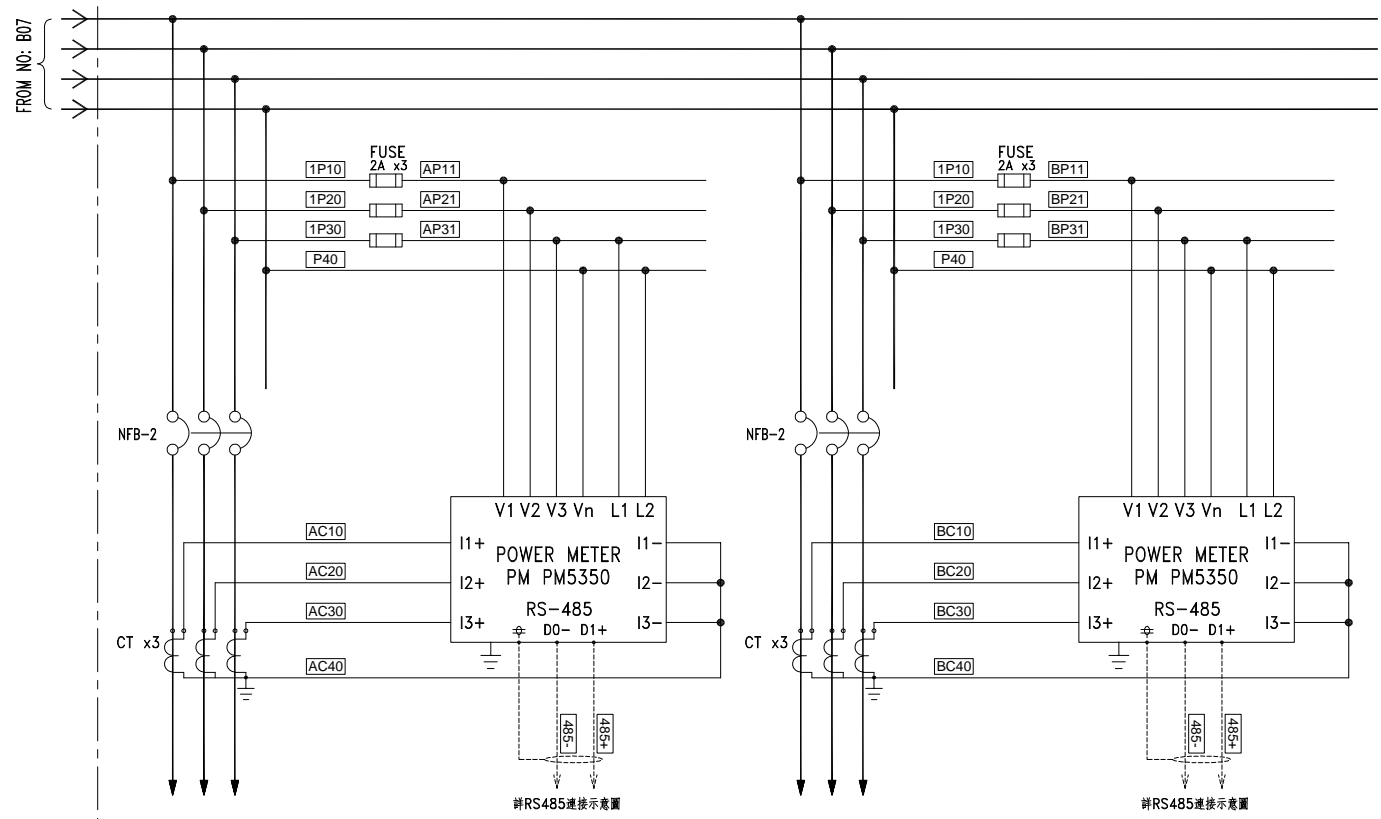 FROM NO: B07
FUSE
2A x3
1P10
AP11
1P20
AP21
1P30
AP31
P40
NFB-2
V1 V2 V3 Vn L1 L2
AC10
I1+
I1-
POWER METER
PM PM5350
AC20
I2+
I2-
RS-485
AC30
I3+
I3-
D0- D1+
CT x3
AC40
485-
485+
詳RS485連接示意圖
FUSE
2A x3
1P10
BP11
1P20
BP21
1P30
BP31
P40
NFB-2
V1 V2 V3 Vn L1 L2
BC10
I1+
I1-
POWER METER
PM PM5350
BC20
I2+
I2-
RS-485
BC30
I3+
I3-
D0- D1+
CT x3
BC40
485-
485+
詳RS485連接示意圖